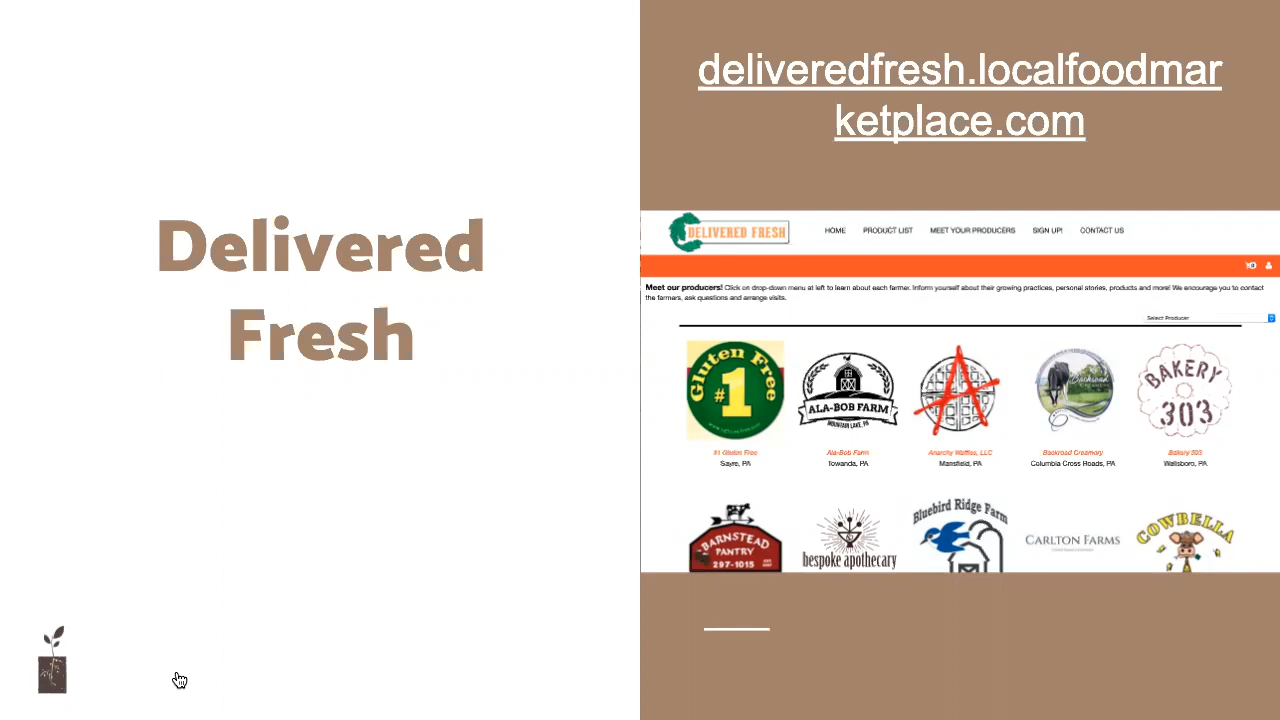 Delivered
Fresh
deliveredfresh.localfoodmar
ketplace.com
DELIVERED FRESH
HOME PRODUCT LIST MEET YOUR PRODUCERS SIGN UP! CONTACT US
0
Meet our producers! Click on drop-down menu at left to learn about each farmer. Inform yourself about their growing practices, personal stories, products and more! We encourage you to contact
the farmers, ask questions and arrange visits.
Select Producer
Gluten Free
#1
ALA-BOB FARM
MOUNTAIN LAKE, PA
A
Backroad
BAKERY
303
#1 Gluten Free Ala-Bob Farm Anarchy Waffles, LLC Backroad Creamery Bakery 303
Sayre, PA Towanda, PA Mansfield, PA Columbia Cross Roads, PA Wellsboro, PA
BARNSTEAD
PANTRY
297-1015
bespoke apothecary
Bluebird Ridge Farm
CARLTON FARMS
COWBELLA